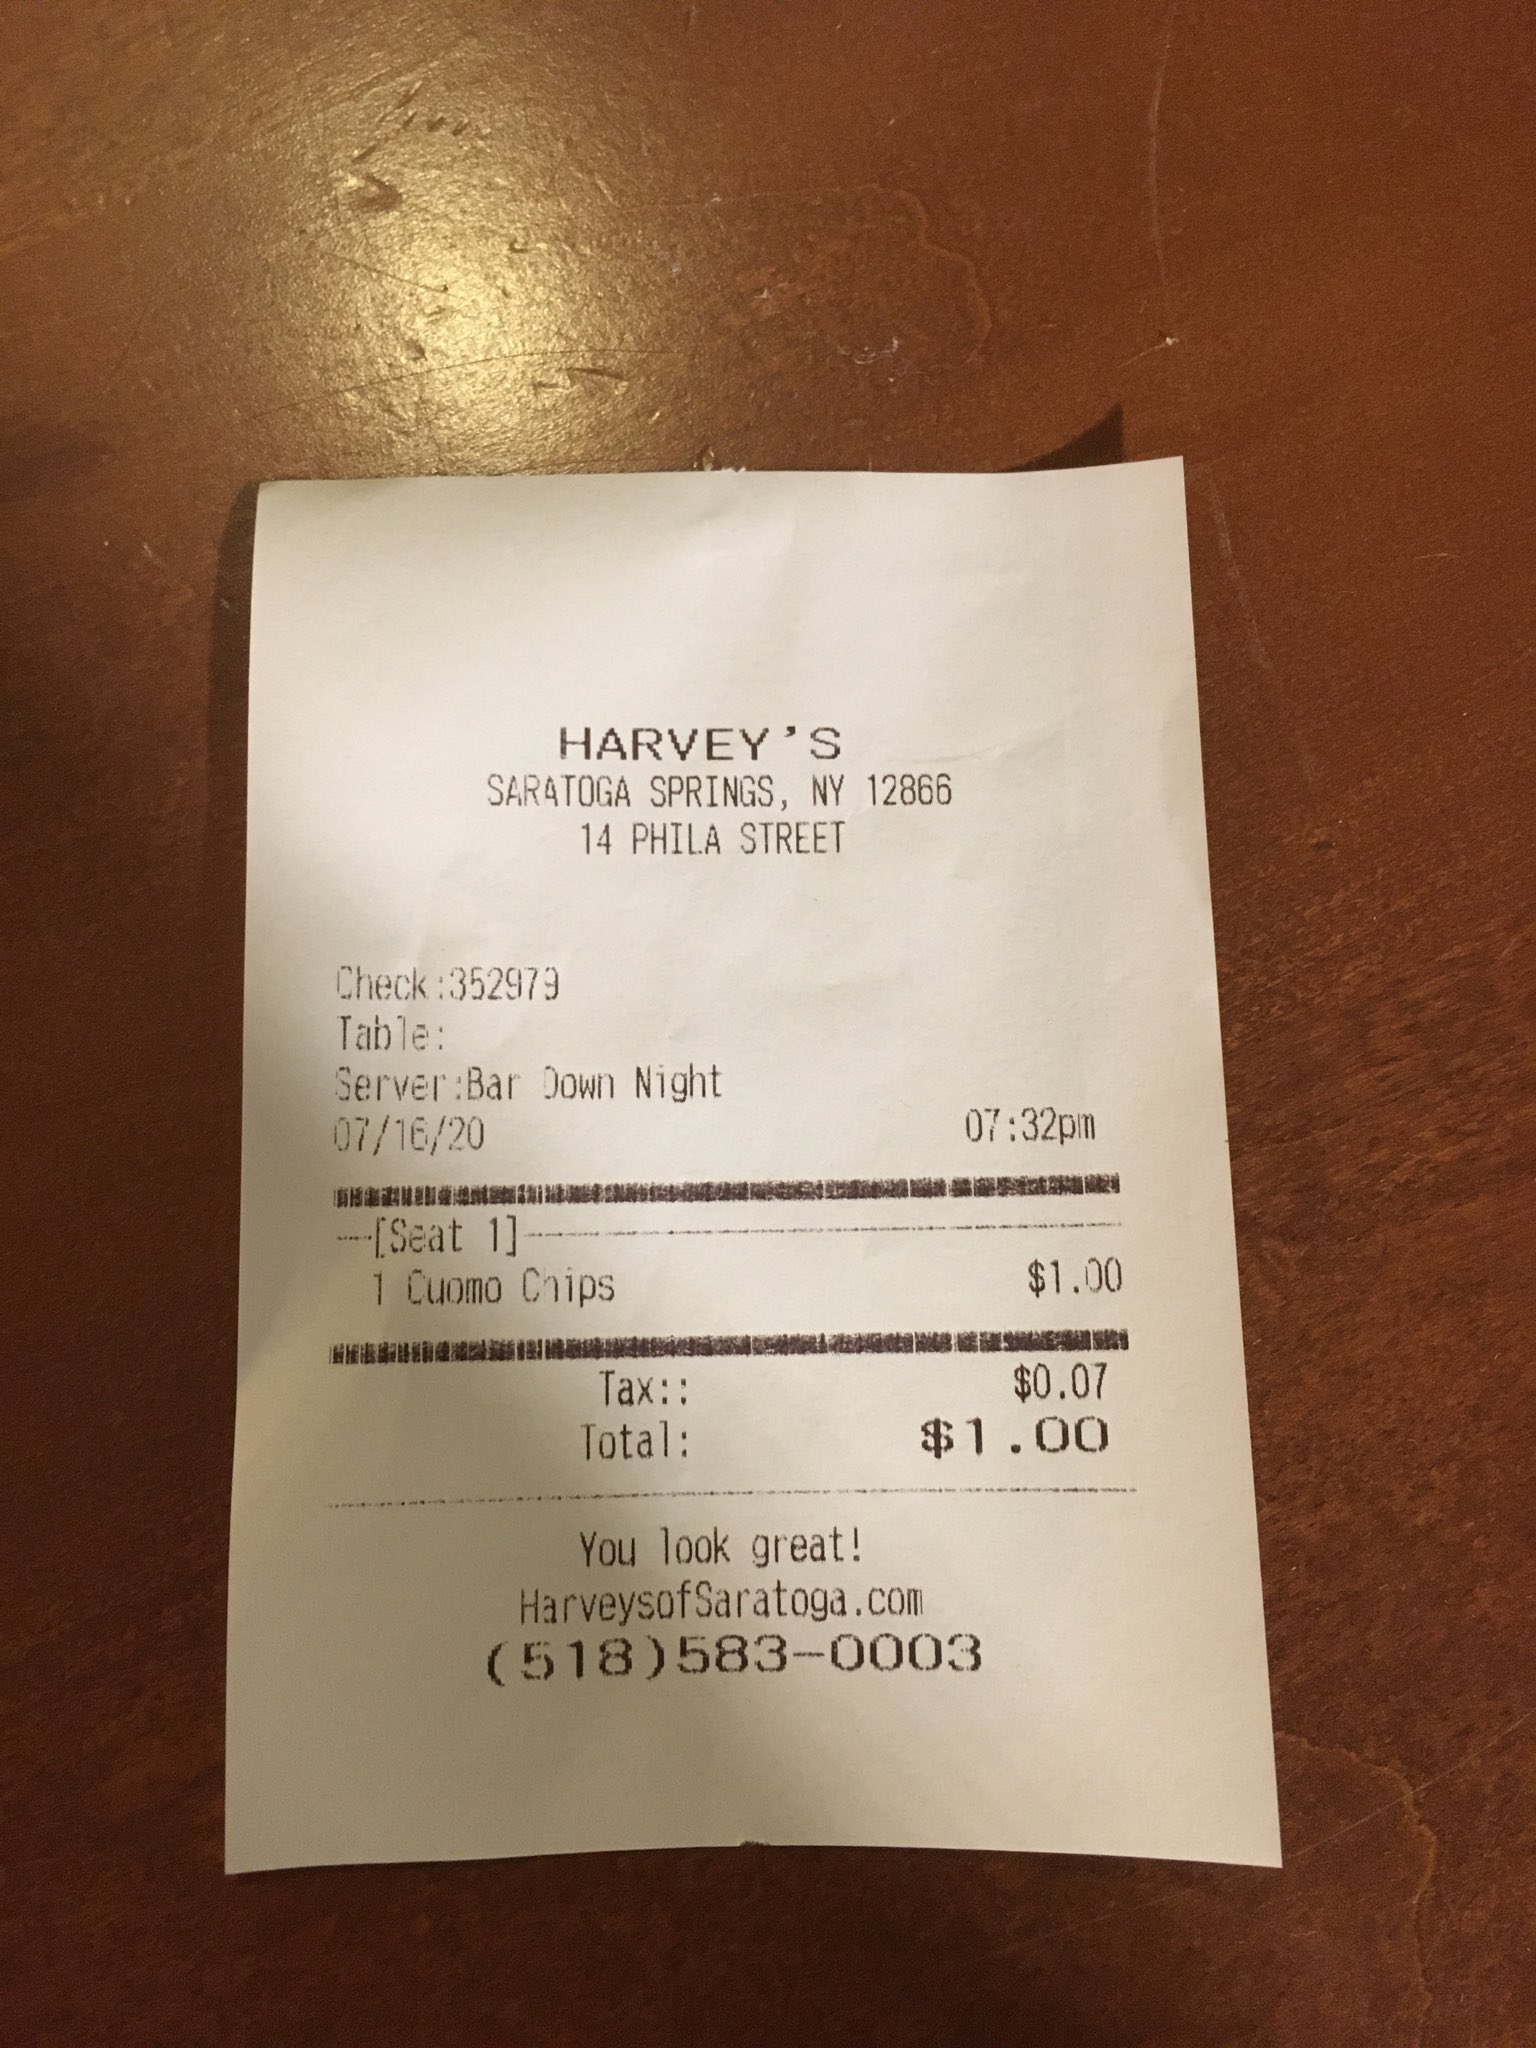 HARVEY'S
SARATOGA SPRINGS, NY 12866
14 PHILA STREET
Check:352979
Table:
Server:Bar Down Night
07/16/20 07:32pm
[Seat 1]
1 Cuomo Chips $1.00
Tax:: $0.07
Total: $1.00
You look great!
HarveysofSaratoga.com
(518)583-0003